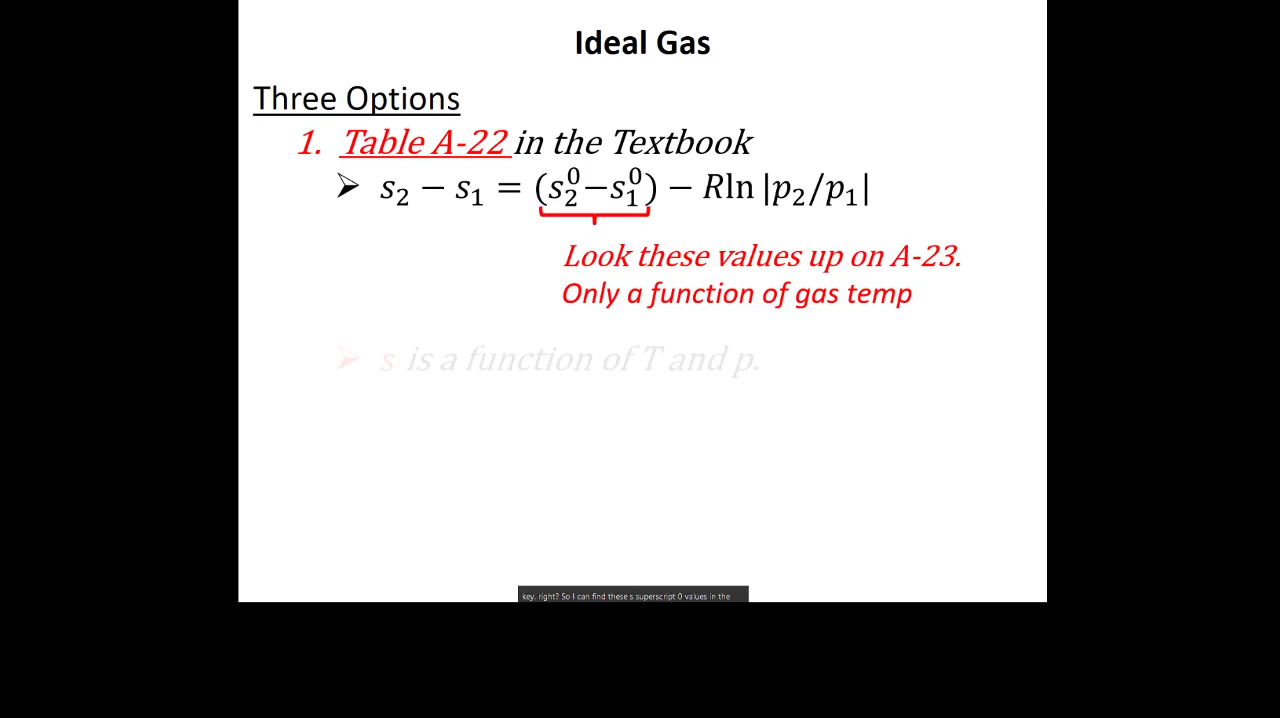 Ideal Gas
Three Options
1. Table A-22 in the Textbook
➢ s₂ − s₁ = (s₂⁰−s₁⁰) − Rln |p₂/p₁|
Look these values up on A-23.
Only a function of gas temp
➢ s is a function of T and p.
key, right? So I can find these s superscript 0 values in the